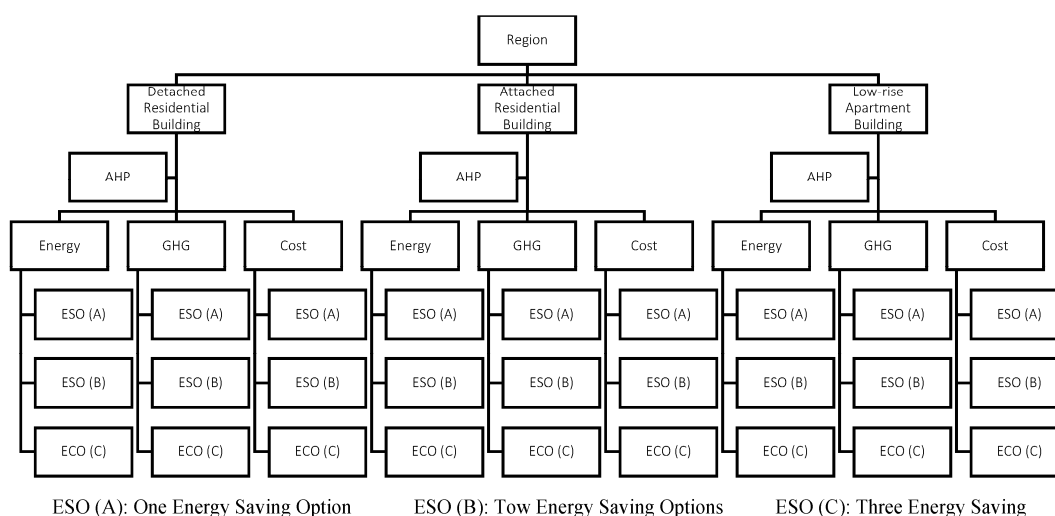 Region
Detached
Residential
Building
Attached
Residential
Building
Low-rise
Apartment
Building
AHP
AHP
AHP
Energy
GHG
Cost
Energy
GHG
Cost
Energy
GHG
Cost
ESO (A)
ESO (A)
ESO (A)
ESO (A)
ESO (A)
ESO (A)
ESO (A)
ESO (A)
ESO (A)
ESO (B)
ESO (B)
ESO (B)
ESO (B)
ESO (B)
ESO (B)
ESO (B)
ESO (B)
ESO (B)
ECO (C)
ECO (C)
ECO (C)
ECO (C)
ECO (C)
ECO (C)
ECO (C)
ECO (C)
ECO (C)
ESO (A): One Energy Saving Option
ESO (B): Tow Energy Saving Options
ESO (C): Three Energy Saving